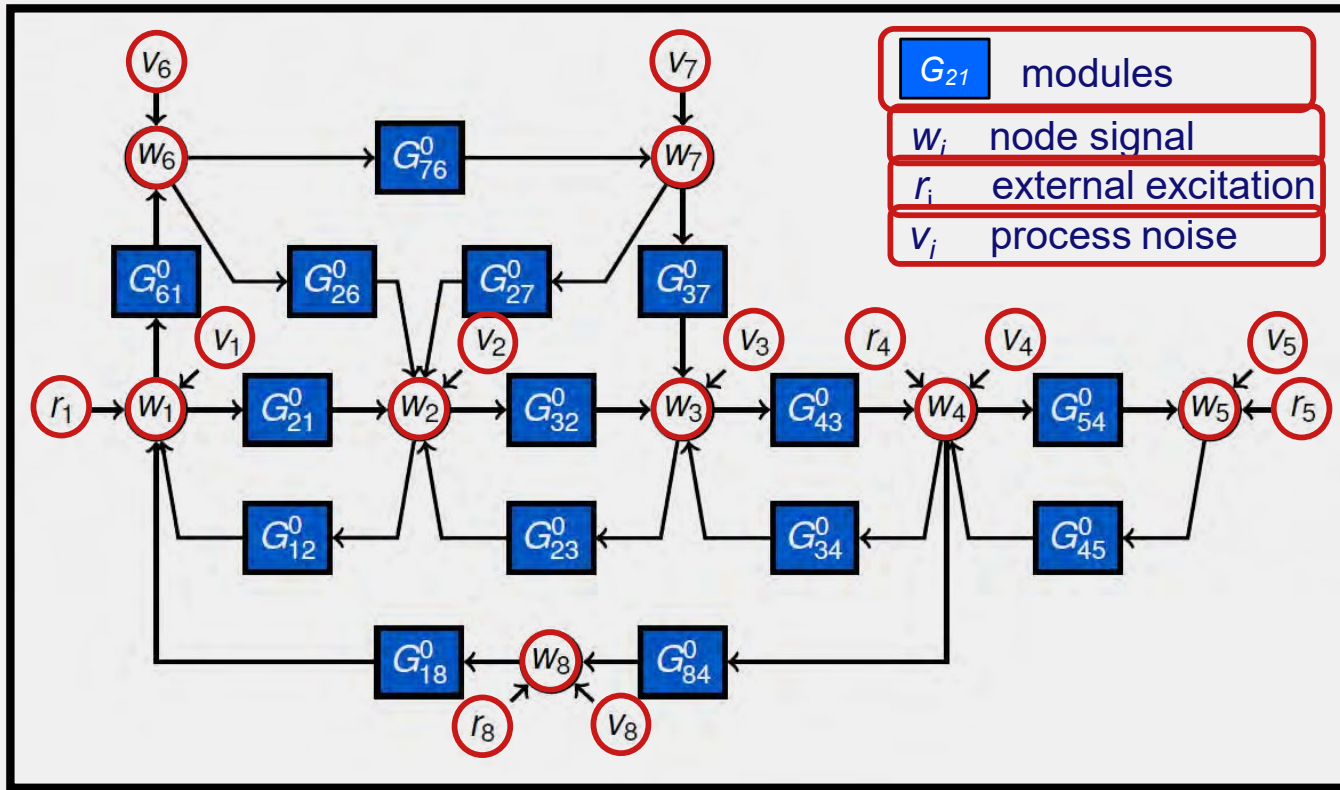 v₆
v₇
G₂₁ modules
wᵢ node signal
rᵢ external excitation
vᵢ process noise
w₆ G⁰₇₆ w₇
G⁰₆₁ G⁰₂₆ G⁰₂₇ G⁰₃₇
v₁ v₂ v₃ r₄ v₄ v₅
r₁ w₁ G⁰₂₁ w₂ G⁰₃₂ w₃ G⁰₄₃ w₄ G⁰₅₄ w₅ r₅
G⁰₁₂ G⁰₂₃ G⁰₃₄ G⁰₄₅
G⁰₁₈ w₈ G⁰₈₄
r₈ v₈